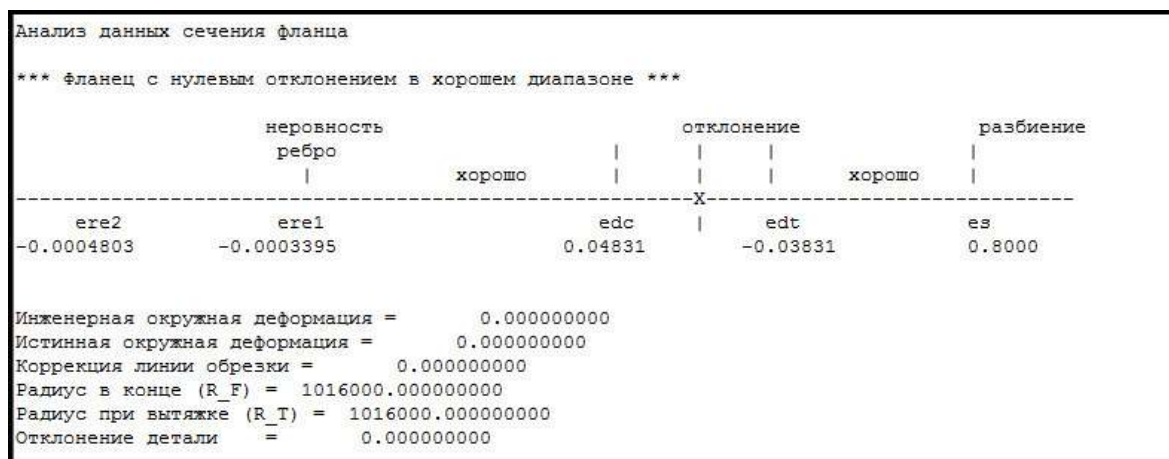 Анализ данных сечения фланца
*** Фланец с нулевым отклонением в хорошем диапазоне ***
неровность отклонение разбиение
ребро | | | |
| хорошо | | | хорошо |
---------------------------------------------------------X-------------------------------
ere2 ere1 edc | edt es
-0.0004803 -0.0003395 0.04831 -0.03831 0.8000
Инженерная окружная деформация = 0.000000000
Истинная окружная деформация = 0.000000000
Коррекция линии обрезки = 0.000000000
Радиус в конце (R_F) = 1016000.000000000
Радиус при вытяжке (R_T) = 1016000.000000000
Отклонение детали = 0.000000000